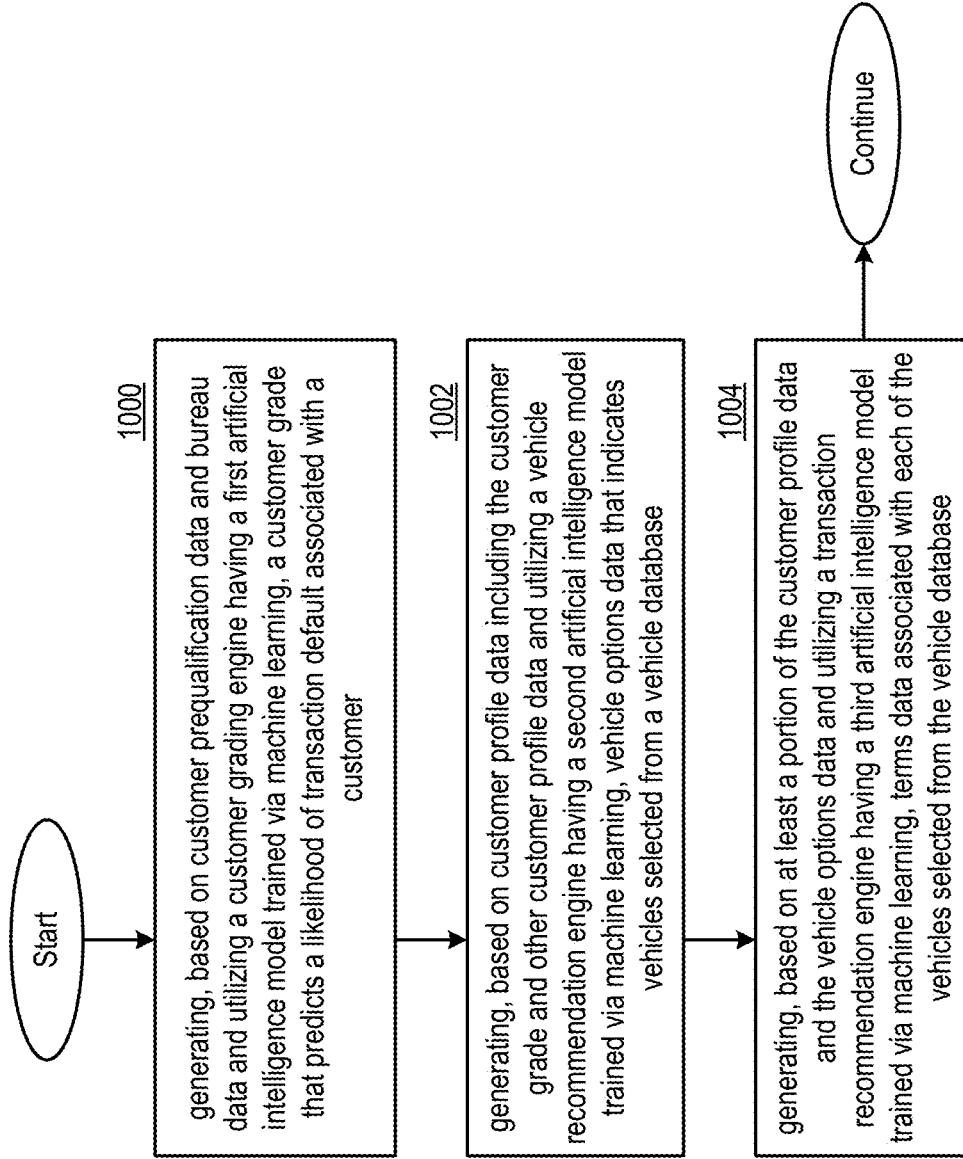 Start
1000
generating, based on customer prequalification data and bureau
data and utilizing a customer grading engine having a first artificial
intelligence model trained via machine learning, a customer grade
that predicts a likelihood of transaction default associated with a
customer
1002
generating, based on customer profile data including the customer
grade and other customer profile data and utilizing a vehicle
recommendation engine having a second artificial intelligence model
trained via machine learning, vehicle options data that indicates
vehicles selected from a vehicle database
1004
generating, based on at least a portion of the customer profile data
and the vehicle options data and utilizing a transaction
recommendation engine having a third artificial intelligence model
trained via machine learning, terms data associated with each of the
vehicles selected from the vehicle database
Continue